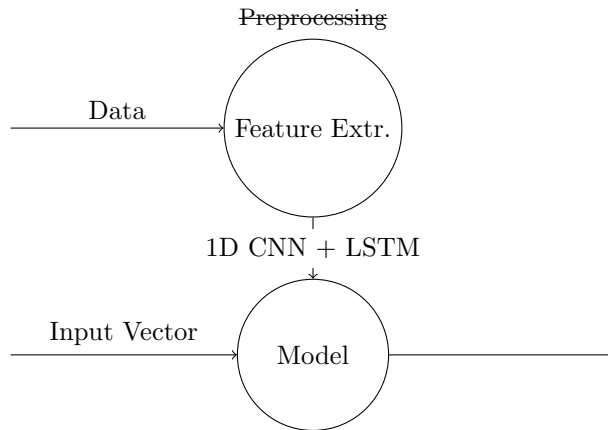 Preprocessing
Data
Feature Extr.
1D CNN + LSTM
Input Vector
Model